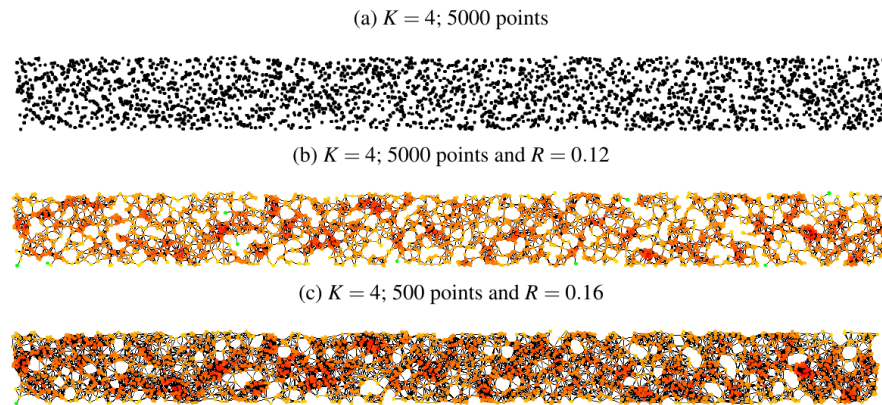 (a) K = 4; 5000 points
(b) K = 4; 5000 points and R = 0.12
(c) K = 4; 500 points and R = 0.16